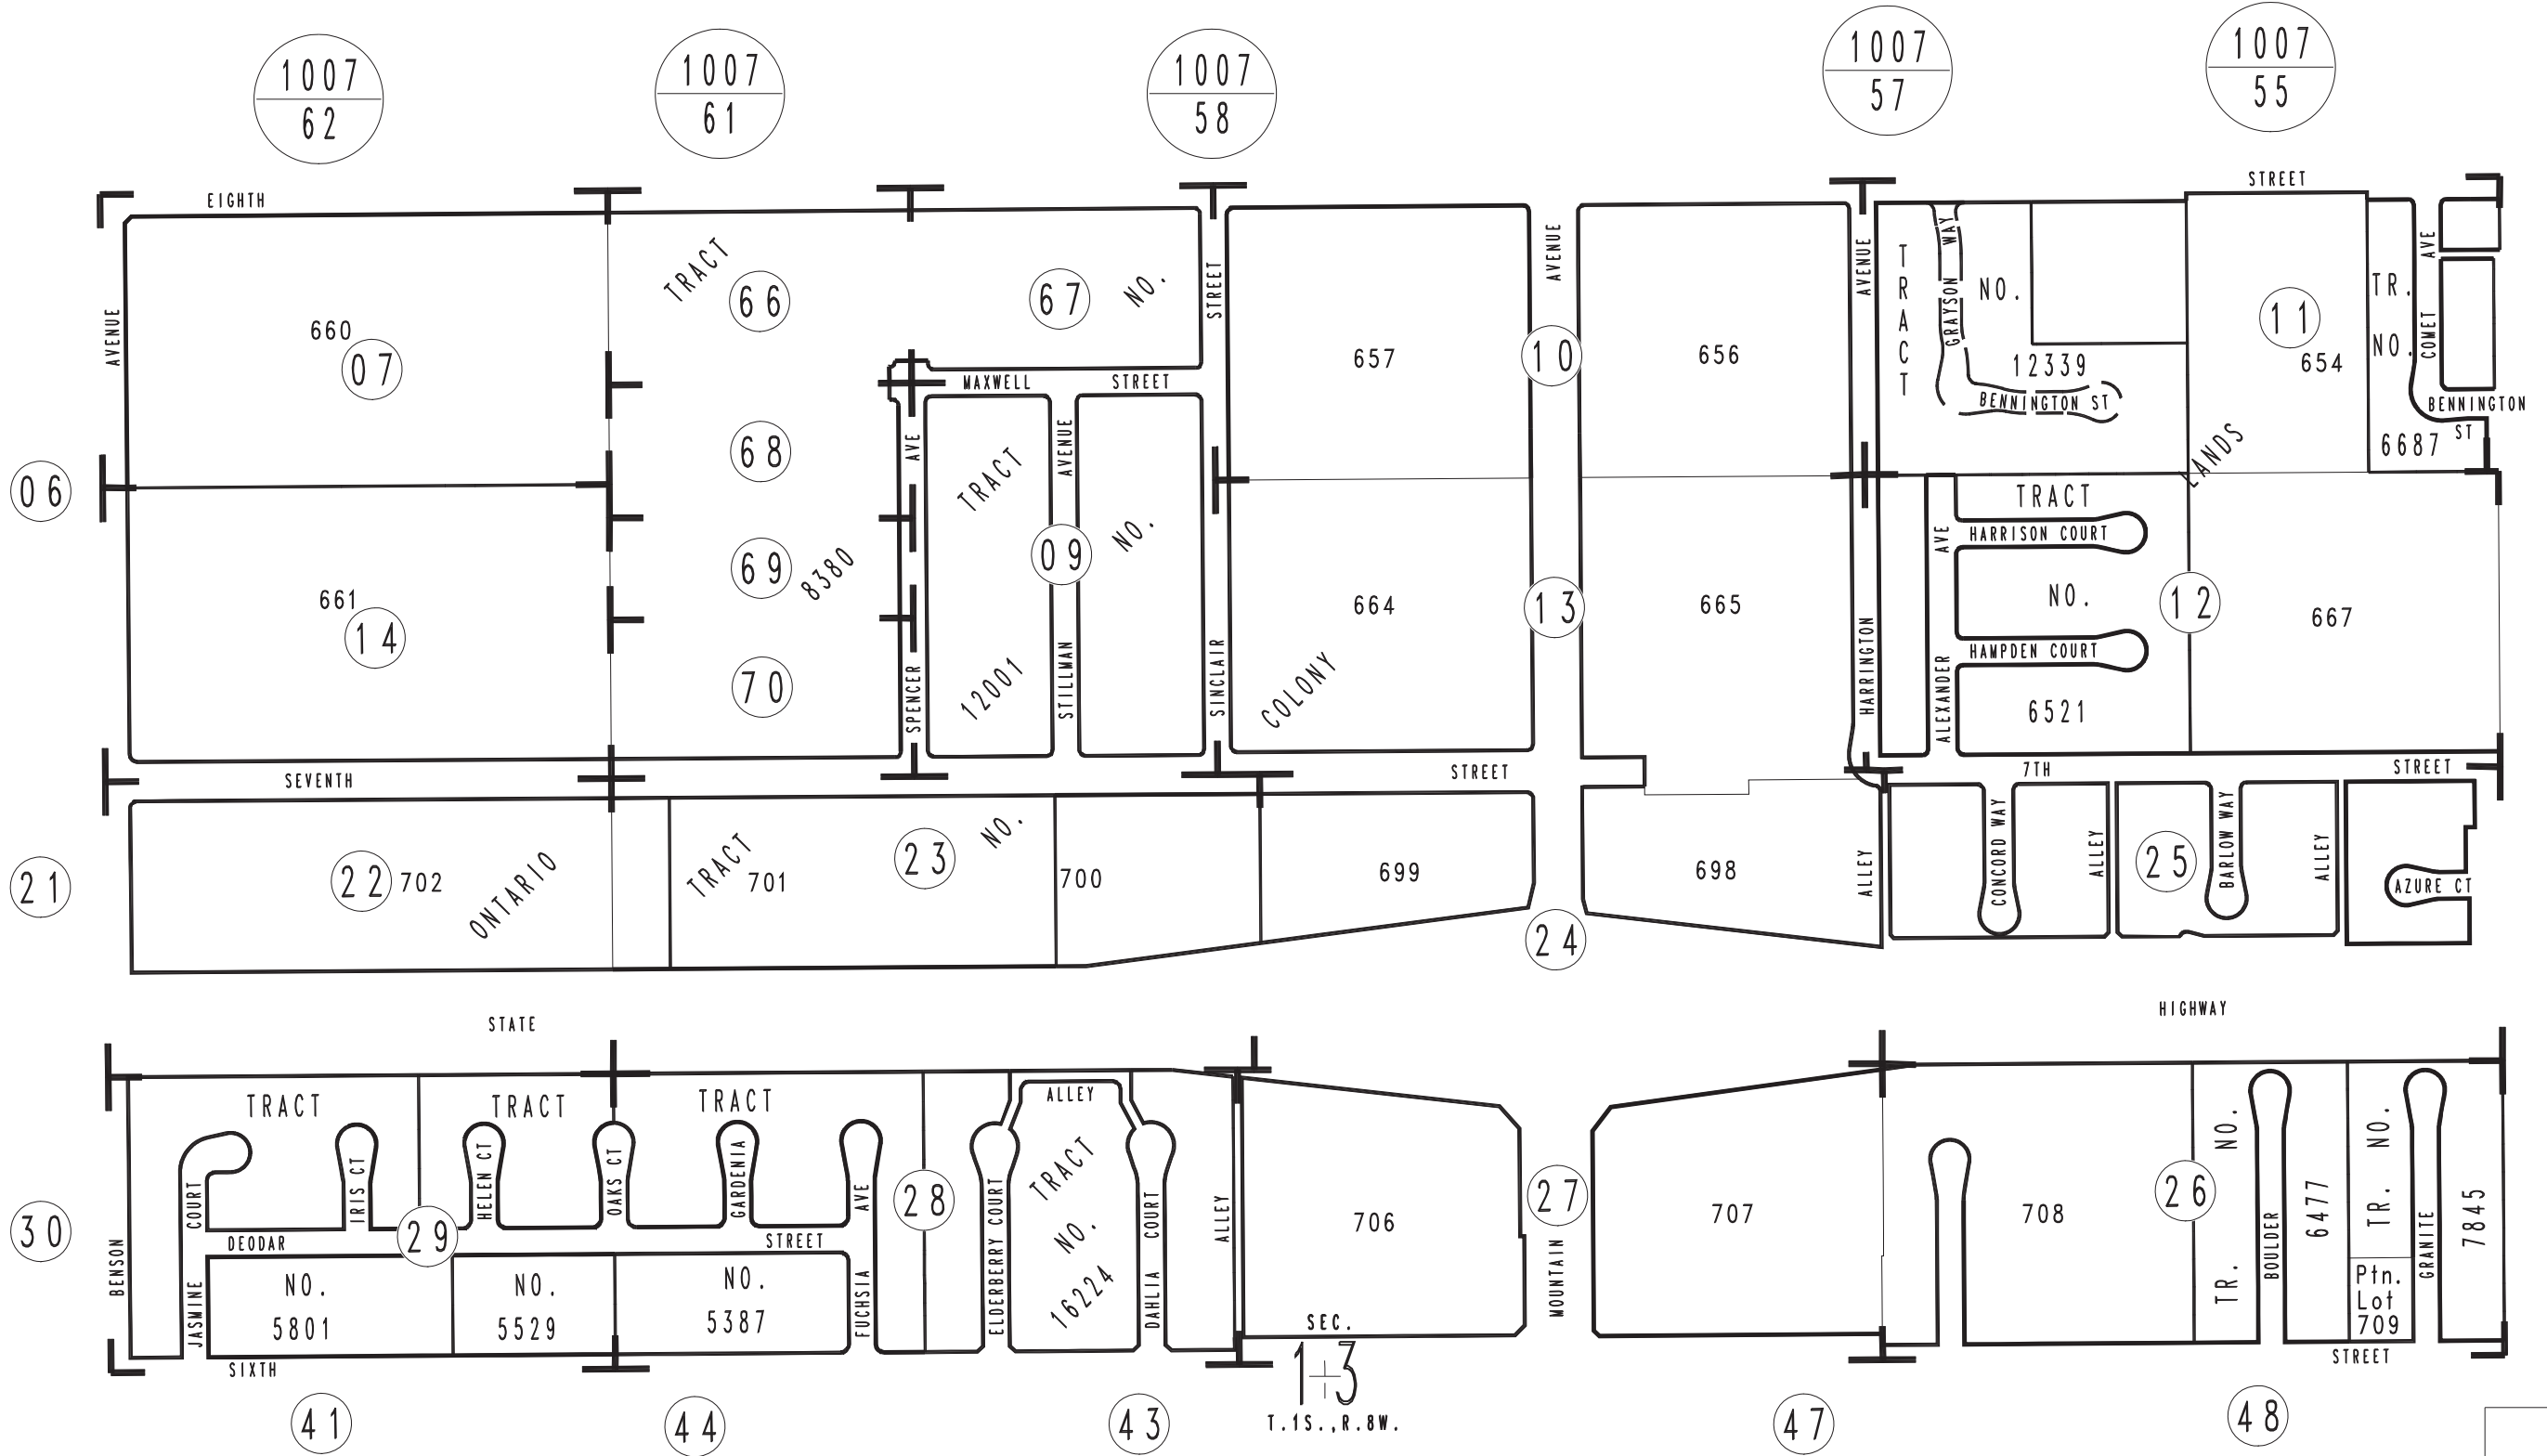 1007
62
1007
61
1007
58
1007
57
1007
55
EIGHTH
STREET
AVENUE
660
07
TRACT
66
67
NO.
STREET
657
AVENUE
10
656
AVENUE
TRACT
GRAYSON WAY
NO.
12339
BENNINGTON ST
11
654
TR.
NO.
6687
COMET AVE
BENNINGTON
ST
MAXWELL STREET
06
661
14
68
69
8380
70
SPENCER AVE
TRACT
NO.
09
12001
STILLMAN AVENUE
SINCLAIR
664
COLONY
13
665
HARRINGTON
ALEXANDER AVE
TRACT
HARRISON COURT
NO.
HAMPDEN COURT
6521
LANDS
12
667
SEVENTH
STREET
7TH
STREET
21
22
702
ONTARIO
TRACT
701
23
NO.
700
699
24
698
ALLEY
CONCORD WAY
ALLEY
25
BARLOW WAY
ALLEY
AZURE CT
STATE
HIGHWAY
30
BENSON
TRACT
JASMINE COURT
IRIS CT
TRACT
HELEN CT
OAKS CT
TRACT
GARDENIA
FUCHSIA AVE
28
29
DEODAR
STREET
NO.
5801
NO.
5529
NO.
5387
ELDERBERRY COURT
ALLEY
TRACT
NO.
16224
DAHLIA COURT
ALLEY
706
27
MOUNTAIN
707
708
26
TR. NO.
BOULDER
6477
TR. NO.
Ptn.
Lot
709
GRANITE
7845
SIXTH
STREET
SEC.
1 3
T.1S.,R.8W.
41
44
43
47
48